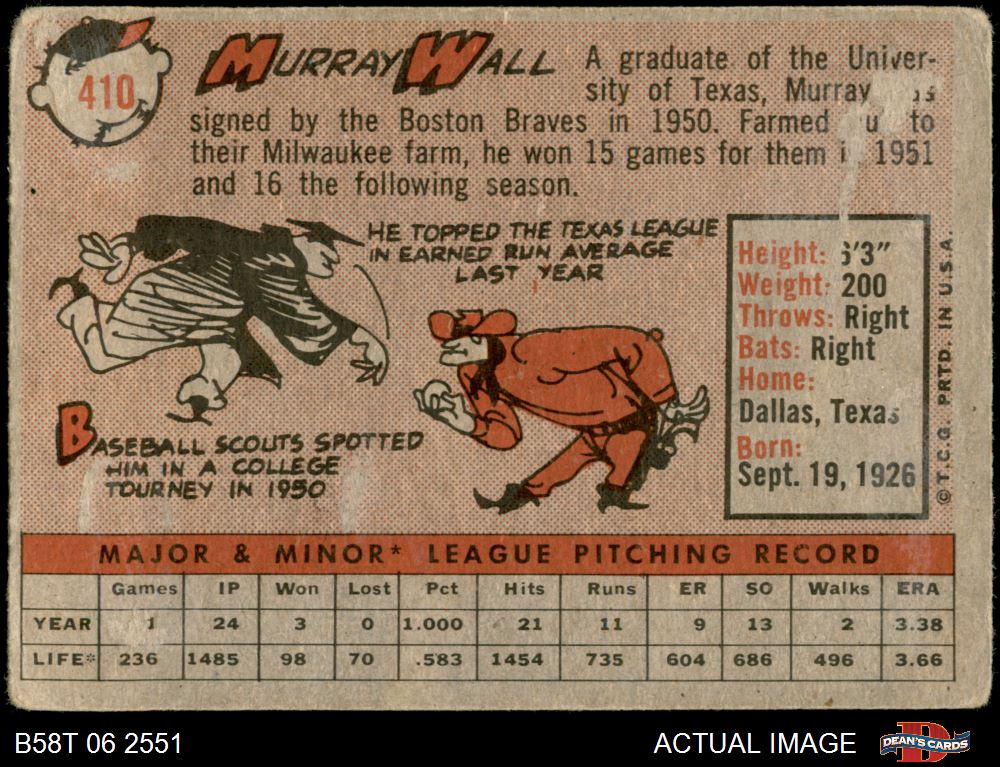 410
MURRAY WALL
A graduate of the Univer-
sity of Texas, Murray
signed by the Boston Braves in 1950. Farmed to
their Milwaukee farm, he won 15 games for them 1951
and 16 the following season.
HE TOPPED THE TEXAS LEAGUE
IN EARNED RUN AVERAGE
LAST YEAR
BASEBALL SCOUTS SPOTTED
HIM IN A COLLEGE
TOURNEY IN 1950
Height: 6'3"
Weight: 200
Throws: Right
Bats: Right
Home:
Dallas, Texas
Born:
Sept. 19, 1926
© T.C.G. PRTD. IN U.S.A.
MAJOR & MINOR* LEAGUE PITCHING RECORD
Games IP Won Lost Pct Hits Runs ER SO Walks ERA
YEAR 24 3 0 1.000 21 11 9 13 2 3.38
LIFE* 236 1485 98 70 .583 1454 735 604 686 496 3.66
B58T 06 2551
ACTUAL IMAGE
DEAN'S CARDS